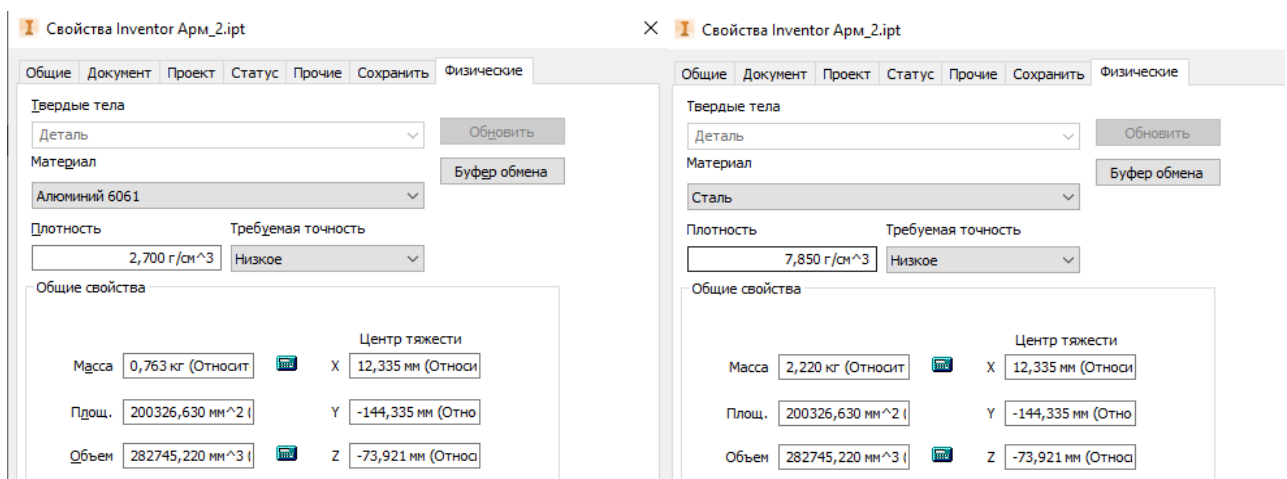 Свойства Inventor Арм_2.ipt
Общие Документ Проект Статус Прочие Сохранить Физические
Твердые тела
Деталь
Обновить
Материал
Буфер обмена
Алюминий 6061
Плотность Требуемая точность
2,700 г/см^3 Низкое
Общие свойства
Центр тяжести
Масса 0,763 кг (Относит X 12,335 мм (Относи
Площ. 200326,630 мм^2 ( Y -144,335 мм (Отно
Объем 282745,220 мм^3 ( Z -73,921 мм (Относ
Свойства Inventor Арм_2.ipt
Общие Документ Проект Статус Прочие Сохранить Физические
Твердые тела
Деталь
Обновить
Материал
Буфер обмена
Сталь
Плотность Требуемая точность
7,850 г/см^3 Низкое
Общие свойства
Центр тяжести
Масса 2,220 кг (Относит X 12,335 мм (Относи
Площ. 200326,630 мм^2 ( Y -144,335 мм (Отно
Объем 282745,220 мм^3 ( Z -73,921 мм (Относ